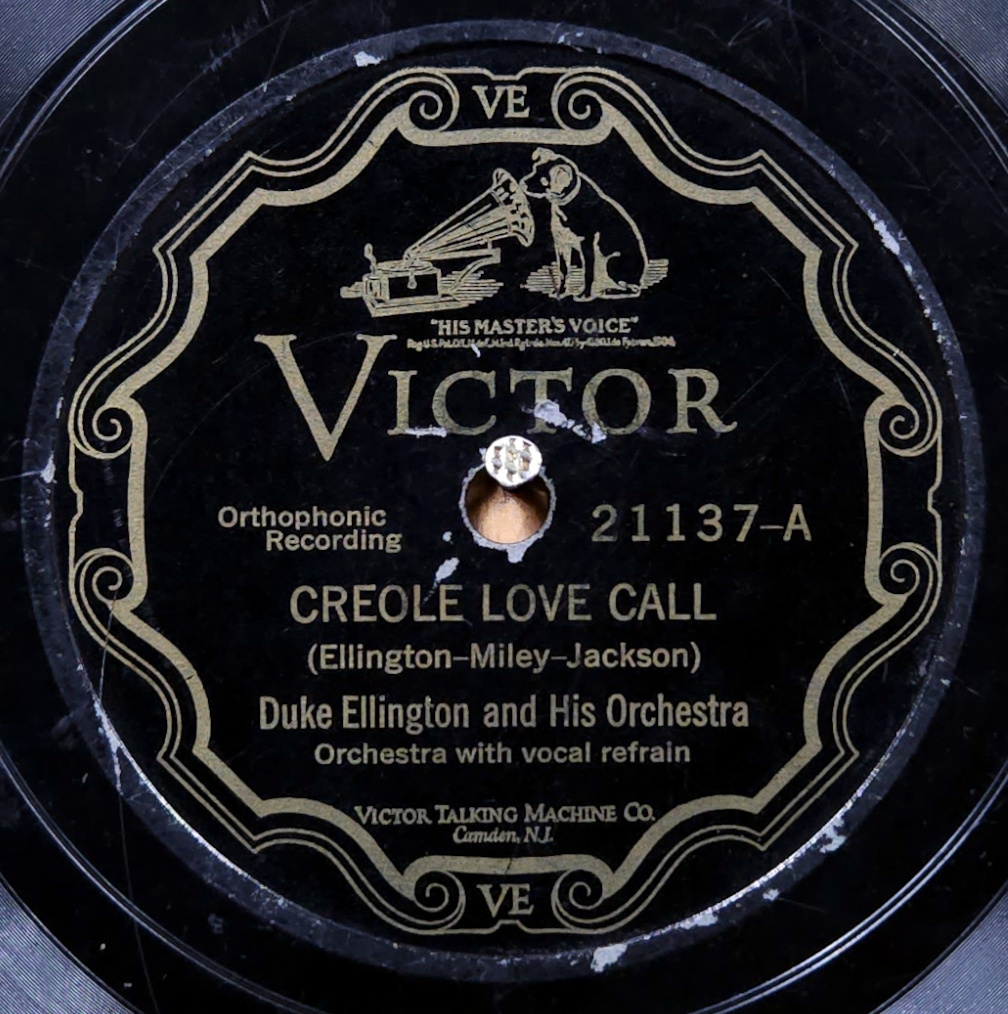 VE
"HIS MASTER'S VOICE"
VICTOR
Orthophonic
Recording
21137-A
CREOLE LOVE CALL
(Ellington-Miley-Jackson)
Duke Ellington and His Orchestra
Orchestra with vocal refrain
VICTOR TALKING MACHINE CO.
Camden, N.J.
VE